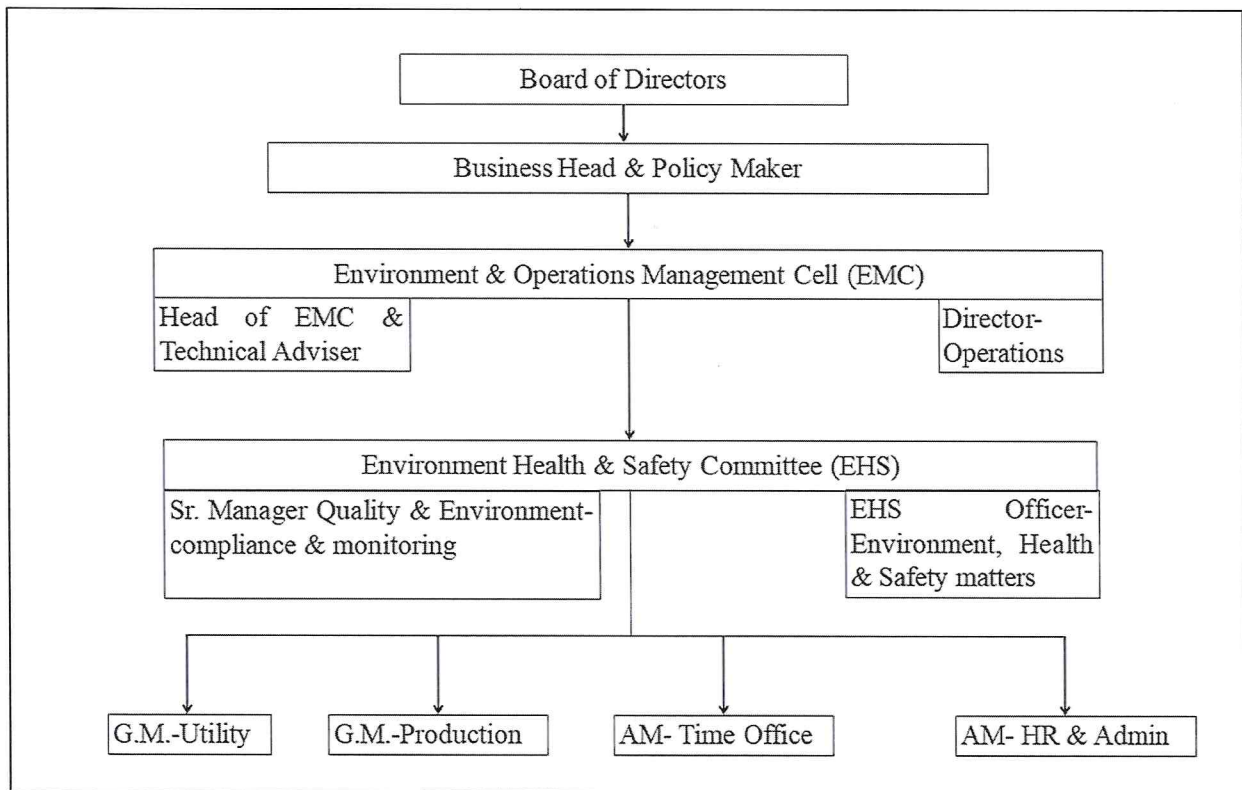 Board of Directors
Business Head & Policy Maker
Environment & Operations Management Cell (EMC)
Head of EMC &
Technical Adviser
Director-
Operations
Environment Health & Safety Committee (EHS)
Sr. Manager Quality & Environment-
compliance & monitoring
EHS Officer-
Environment, Health
& Safety matters
G.M.-Utility
G.M.-Production
AM- Time Office
AM- HR & Admin